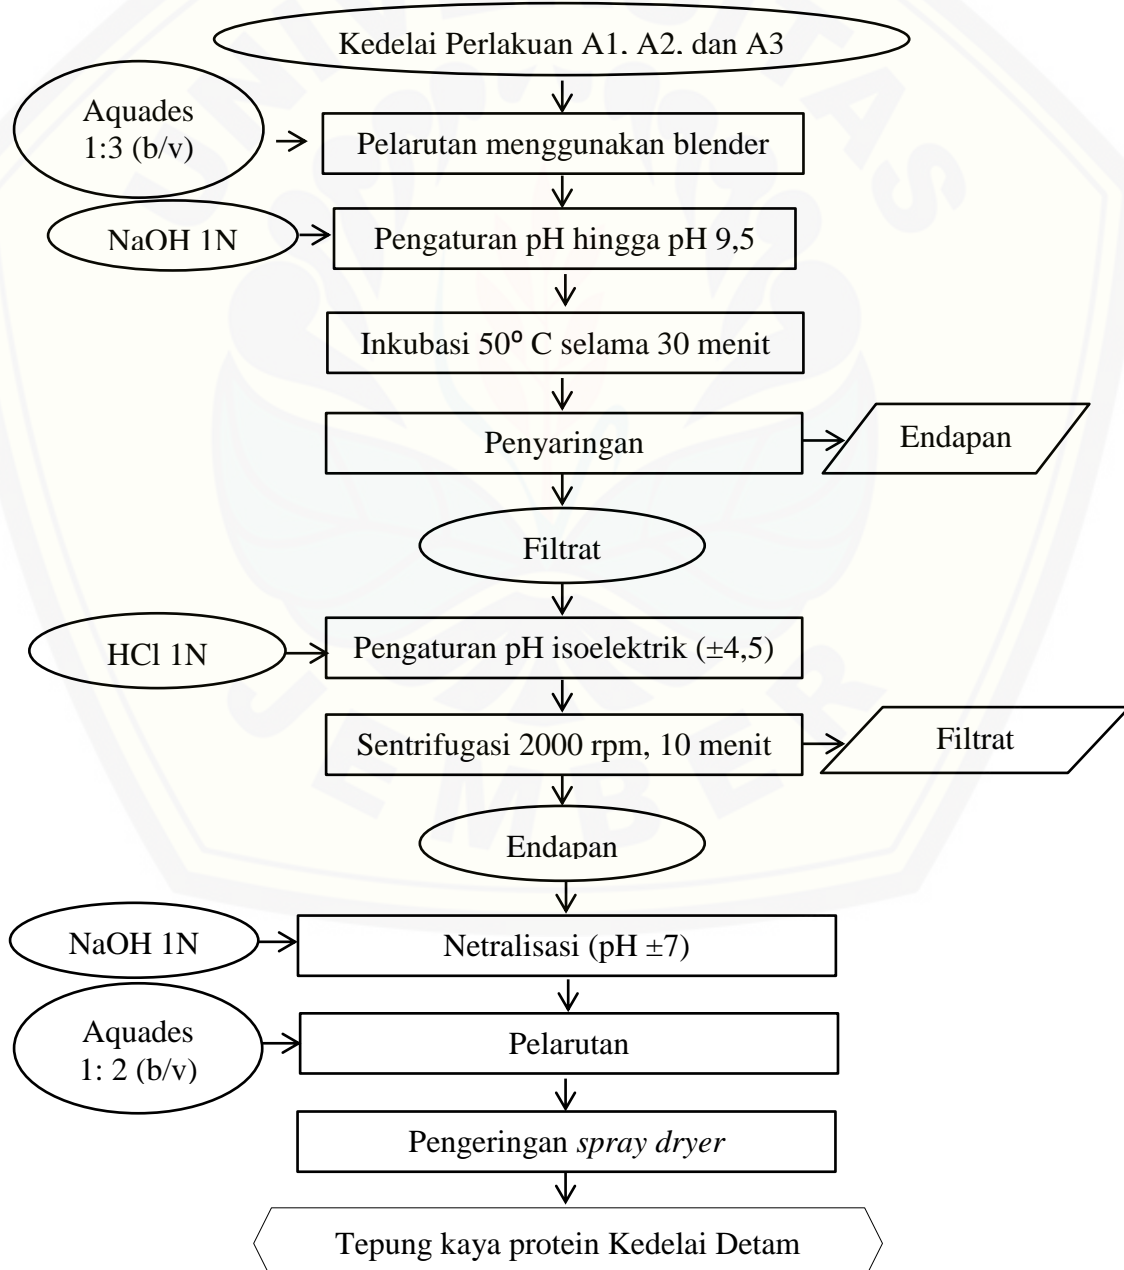 Kedelai Perlakuan A1, A2, dan A3
Aquades
1:3 (b/v)
Pelarutan menggunakan blender
NaOH 1N
Pengaturan pH hingga pH 9,5
Inkubasi 50⁰ C selama 30 menit
Penyaringan
Endapan
Filtrat
HCl 1N
Pengaturan pH isoelektrik (±4,5)
Sentrifugasi 2000 rpm, 10 menit
Filtrat
Endapan
NaOH 1N
Netralisasi (pH ±7)
Aquades
1: 2 (b/v)
Pelarutan
Pengeringan spray dryer
Tepung kaya protein Kedelai Detam
UNIVERSITAS
JEMBER